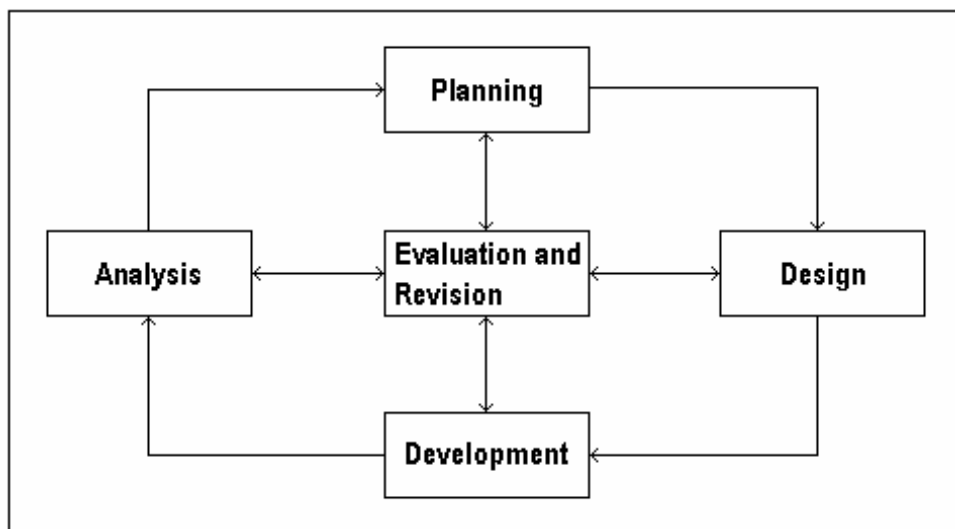 Planning
Analysis
Evaluation and
Revision
Design
Development